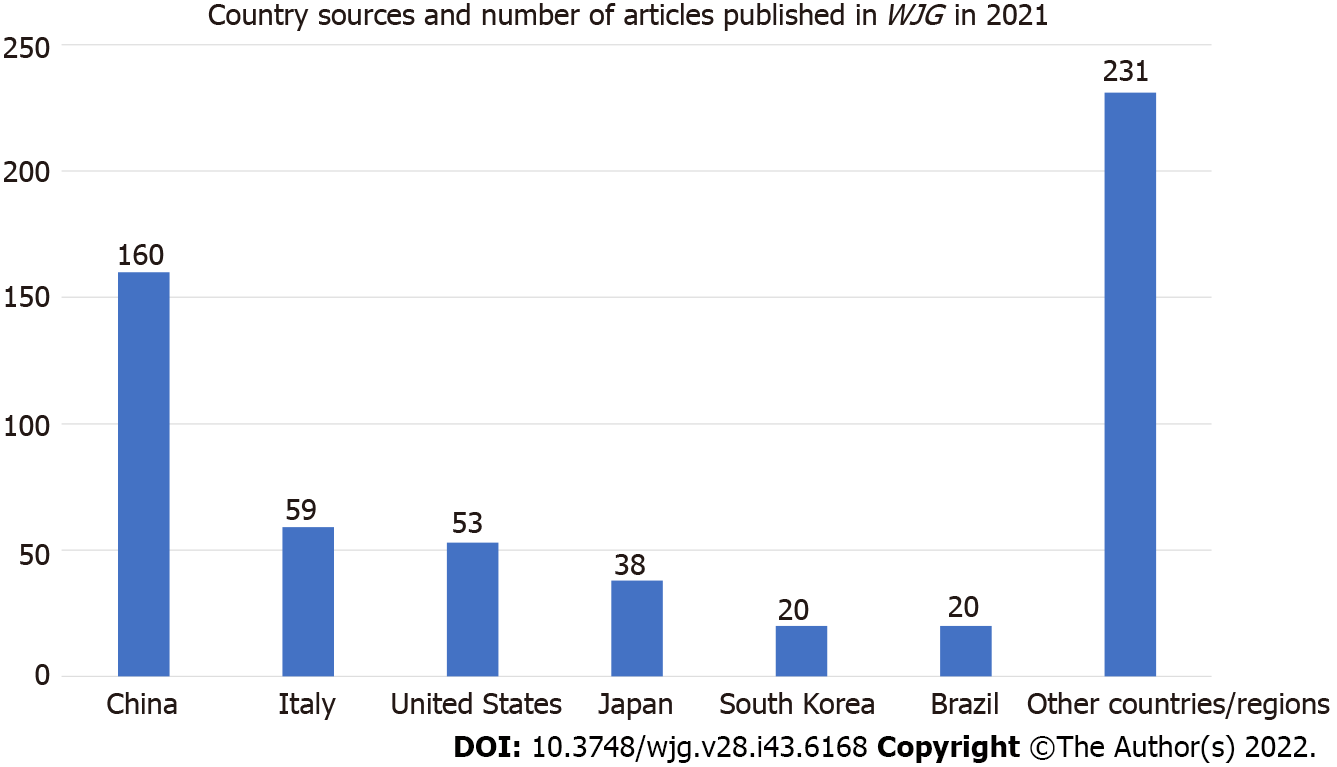 Country sources and number of articles published in WJG in 2021
250
200
150
100
50
0
160
59
53
38
20
20
231
China
Italy
United States
Japan
South Korea
Brazil
Other countries/regions
DOI: 10.3748/wjg.v28.i43.6168 Copyright ©The Author(s) 2022.